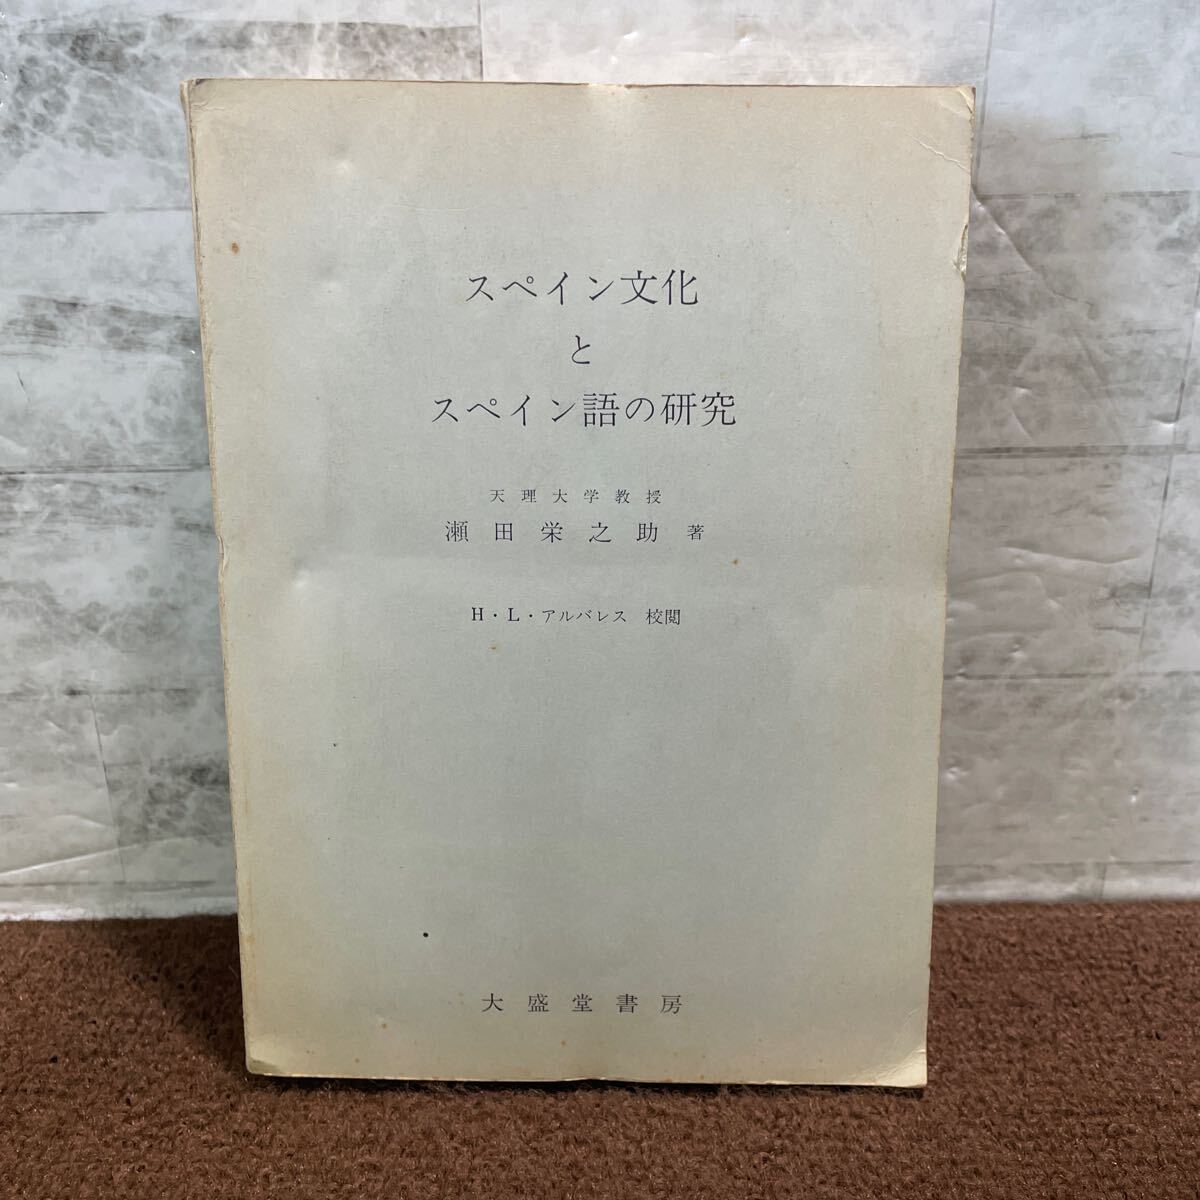 スペイン文化
と
スペイン語の研究
天理大学教授
瀬田栄之助 著
H・L・アルバレス 校閲
大盛堂書房